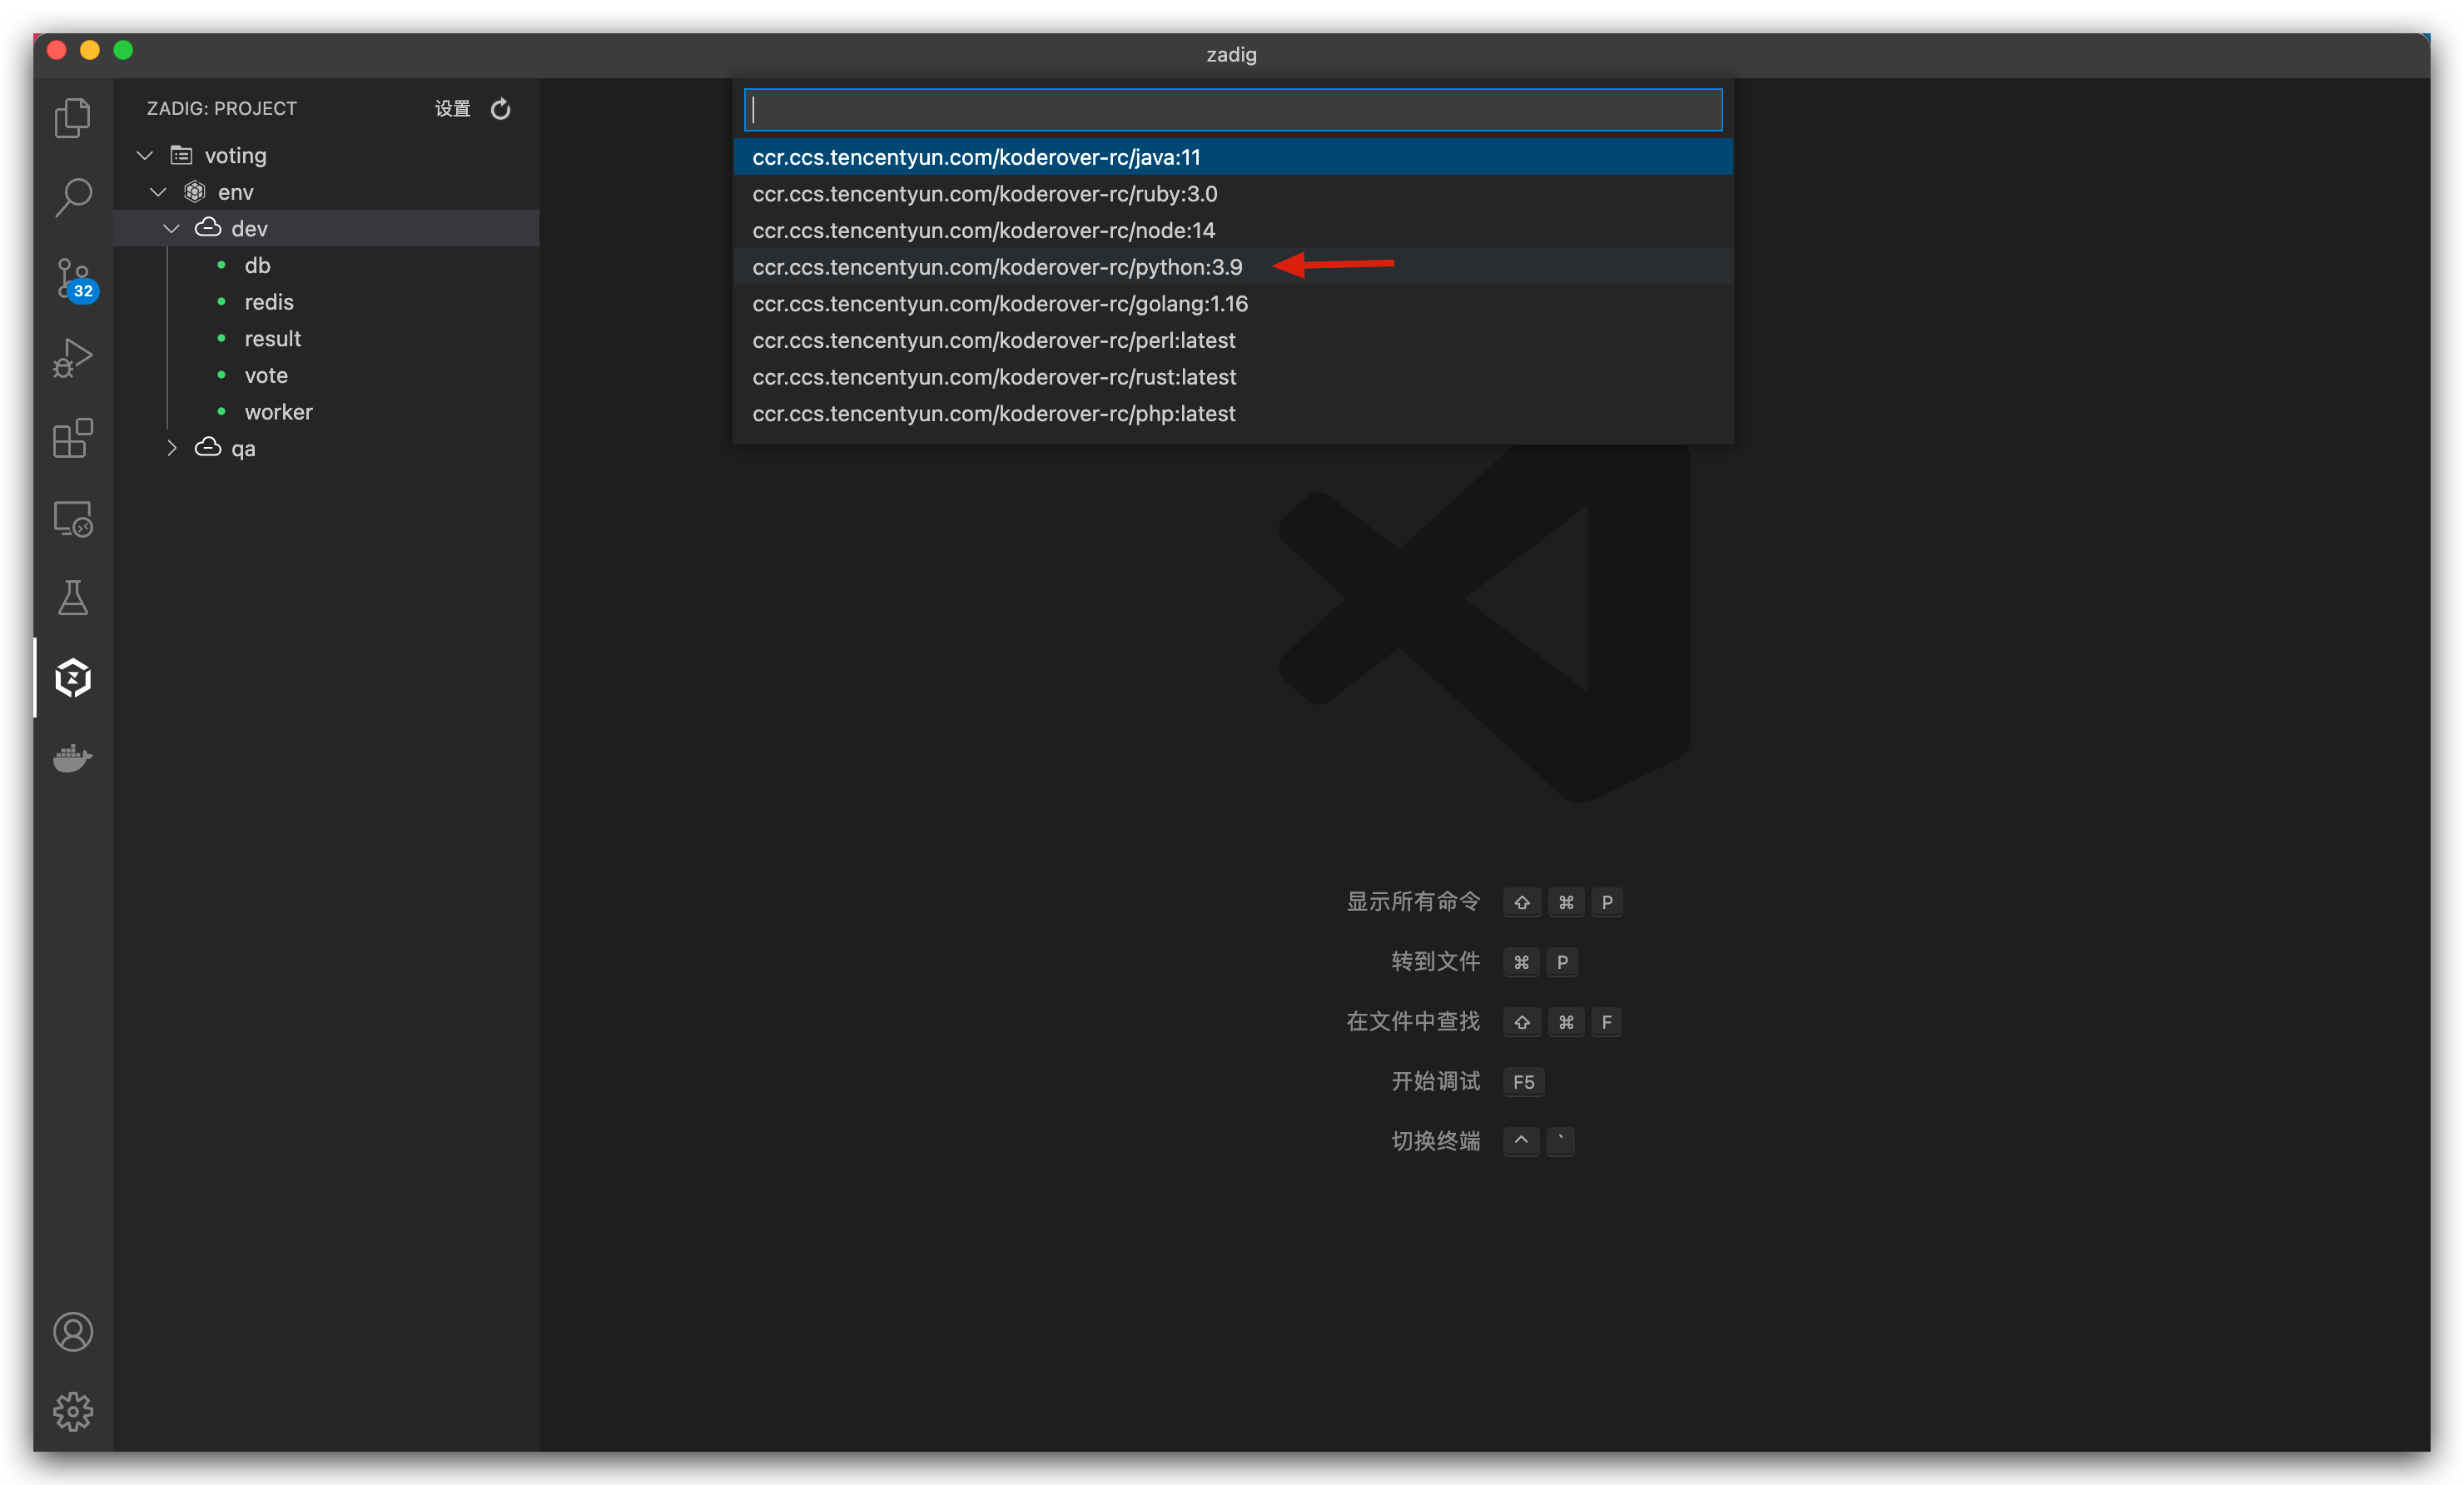 zadig
ZADIG: PROJECT 设置
voting
env
dev
db
redis
result
vote
worker
qa
32
ccr.ccs.tencentyun.com/koderover-rc/java:11
ccr.ccs.tencentyun.com/koderover-rc/ruby:3.0
ccr.ccs.tencentyun.com/koderover-rc/node:14
ccr.ccs.tencentyun.com/koderover-rc/python:3.9
ccr.ccs.tencentyun.com/koderover-rc/golang:1.16
ccr.ccs.tencentyun.com/koderover-rc/perl:latest
ccr.ccs.tencentyun.com/koderover-rc/rust:latest
ccr.ccs.tencentyun.com/koderover-rc/php:latest
显示所有命令 ⇧ ⌘ P
转到文件 ⌘ P
在文件中查找 ⇧ ⌘ F
开始调试 F5
切换终端 ^ `